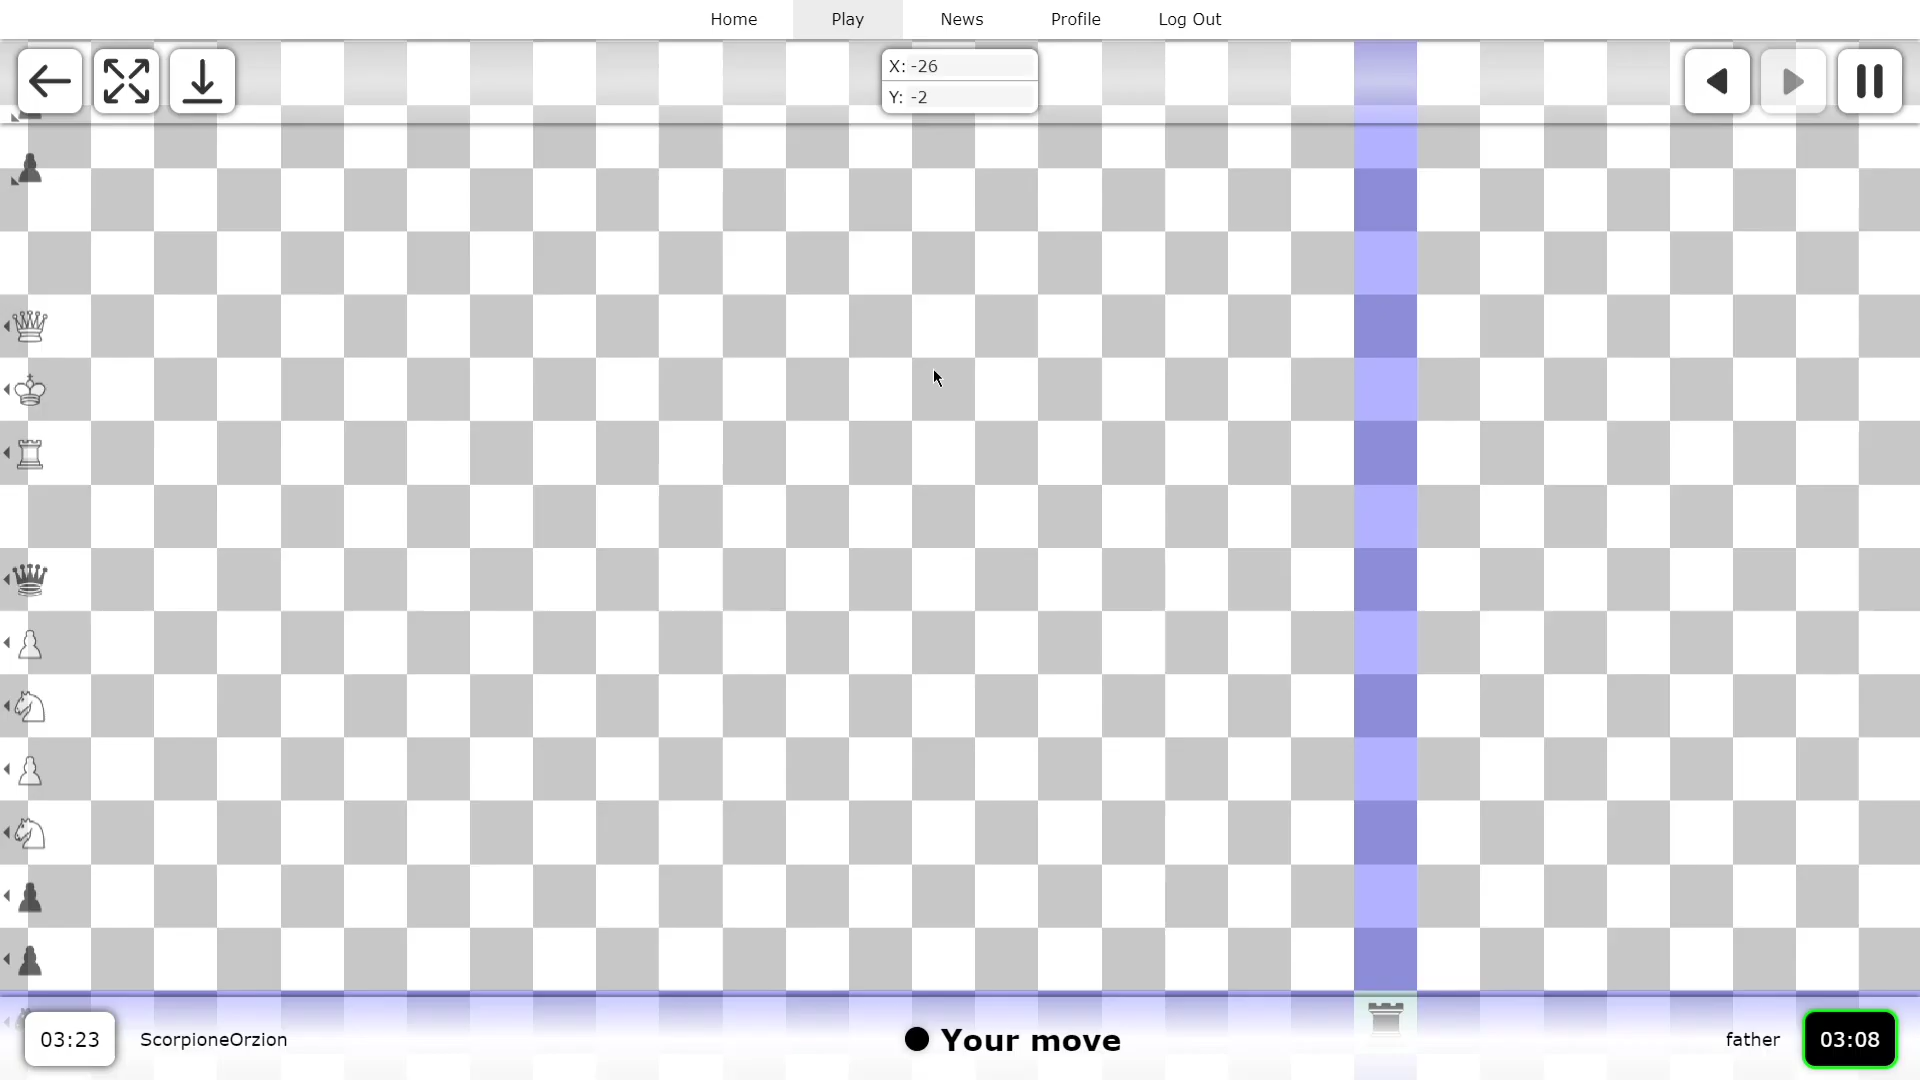 Home Play News Profile Log Out
X: -26
Y: -2
03:23 ScorpioneOrzion Your move father 03:08